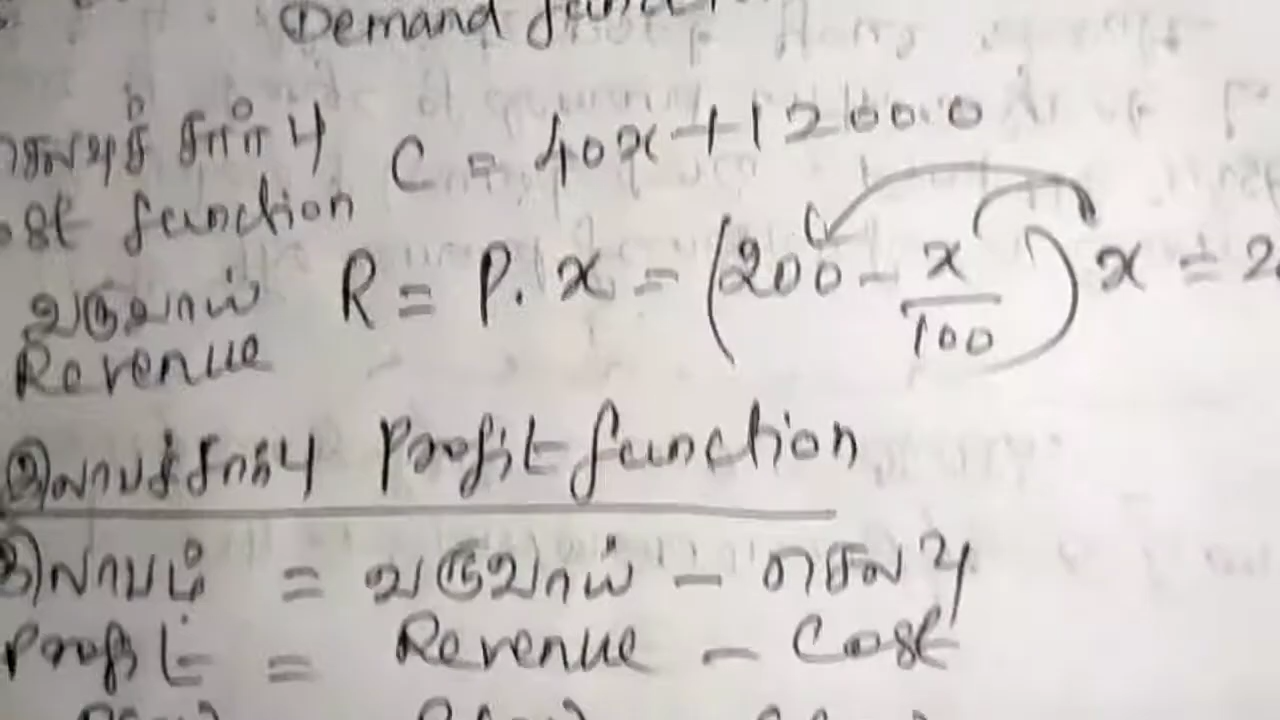 Demand
செலவுச் சார்பு C = 40x + 12000
function
வருவாய் R = P. x = (200 - x/100) x = 2
Revenue
இலாபச்சார்பு Profit function
இலாபம் = வருவாய் - செலவு
Profit = Revenue - Cost